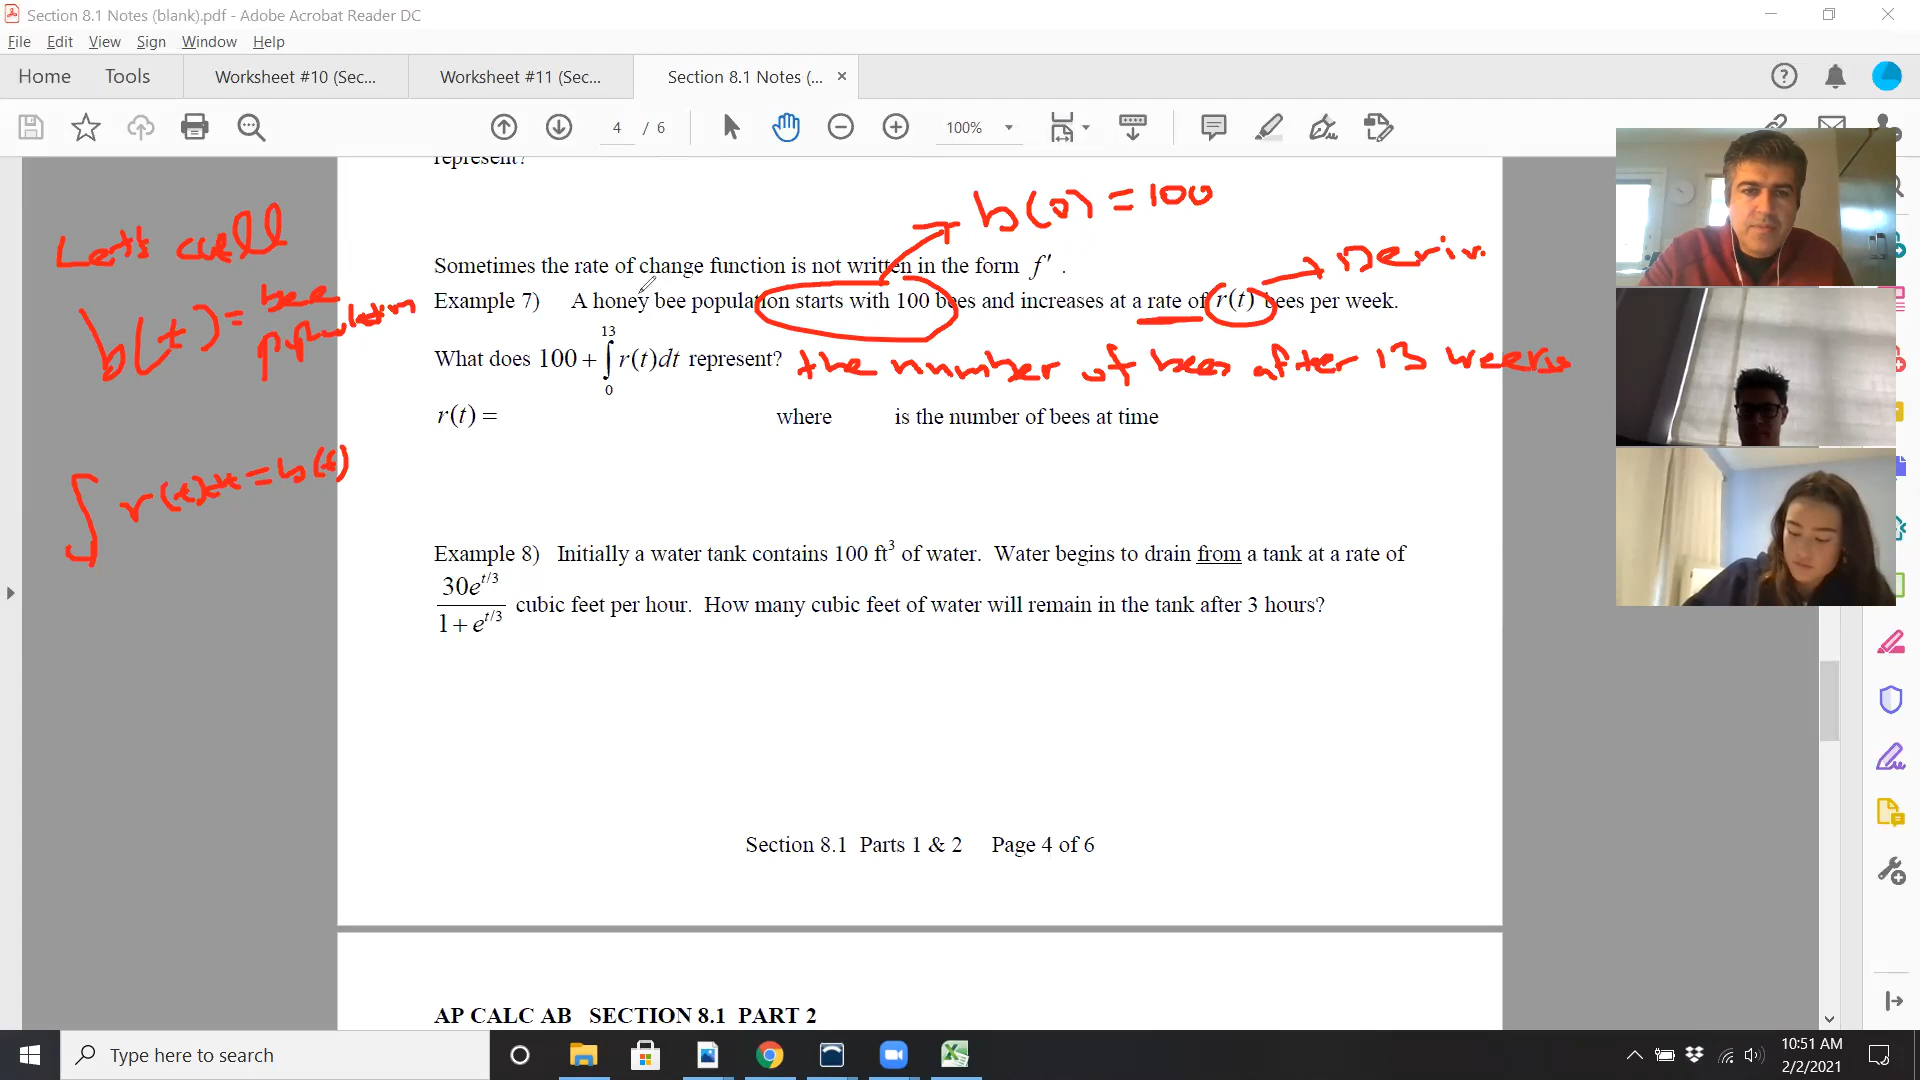 Section 8.1 Notes (blank).pdf - Adobe Acrobat Reader DC
File Edit View Sign Window Help
Home Tools Worksheet #10 (Sec... Worksheet #11 (Sec... Section 8.1 Notes (... ×
4 / 6 100%
represent?
b(0) = 100
Let's call
b(t) = bee population
Sometimes the rate of change function is not written in the form f′ .
Deriv.
Example 7) A honey bee population starts with 100 bees and increases at a rate of r(t) bees per week.
What does 100 + ∫₀¹³ r(t)dt represent? the number of bees after 13 weeks
r(t) = where is the number of bees at time
∫ r(t)dt = b(t)
Example 8) Initially a water tank contains 100 ft³ of water. Water begins to drain from a tank at a rate of
30e^{t/3}
1 + e^{t/3}
cubic feet per hour. How many cubic feet of water will remain in the tank after 3 hours?
Section 8.1 Parts 1 & 2 Page 4 of 6
AP CALC AB SECTION 8.1 PART 2
Type here to search
10:51 AM
2/2/2021